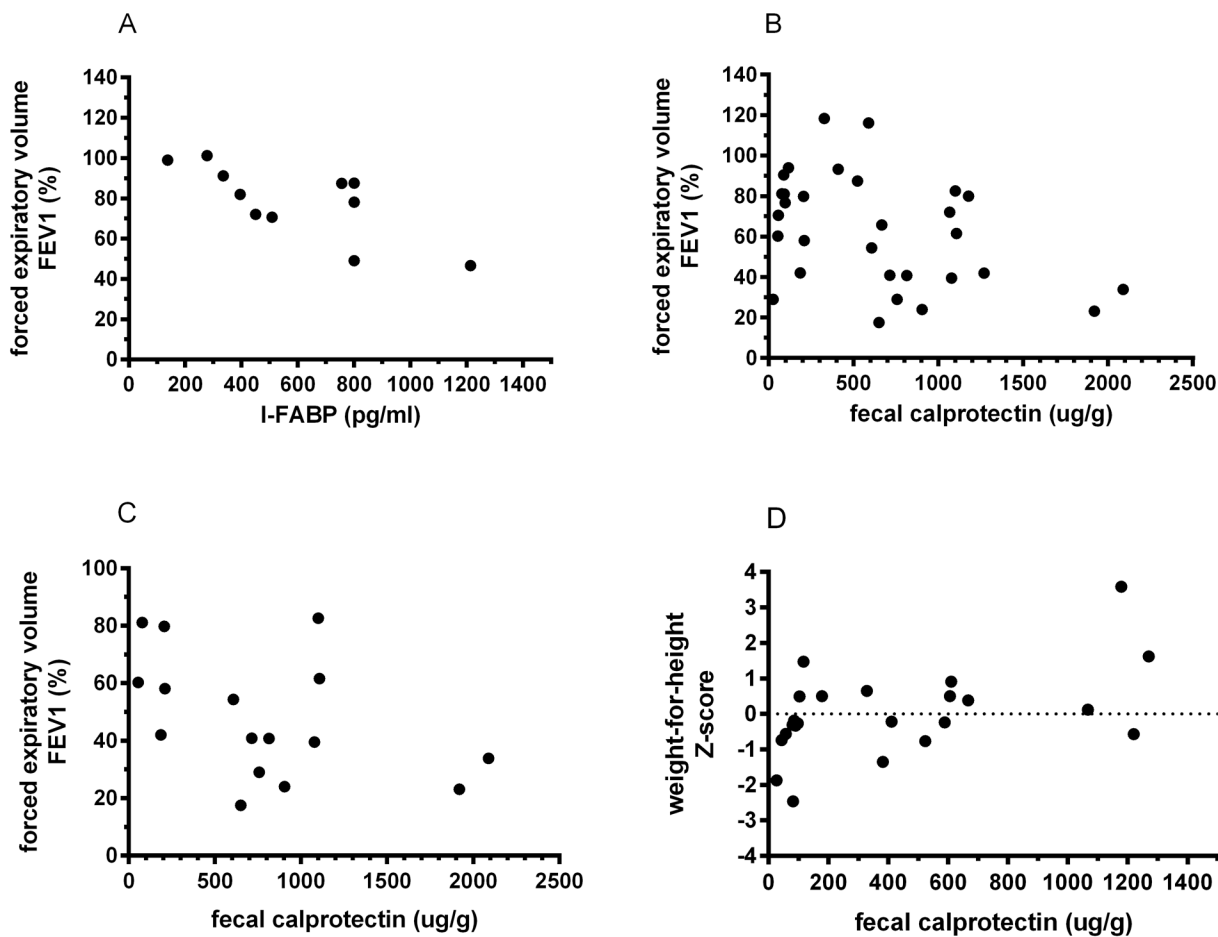 A
forced expiratory volume
FEV1 (%)
140
120
100
80
60
40
20
0
0 200 400 600 800 1000 1200 1400
I-FABP (pg/ml)
B
forced expiratory volume
FEV1 (%)
140
120
100
80
60
40
20
0
0 500 1000 1500 2000 2500
fecal calprotectin (ug/g)
C
forced expiratory volume
FEV1 (%)
100
80
60
40
20
0
0 500 1000 1500 2000 2500
fecal calprotectin (ug/g)
D
weight-for-height
Z-score
4
3
2
1
0
-1
-2
-3
-4
0 200 400 600 800 1000 1200 1400
fecal calprotectin (ug/g)